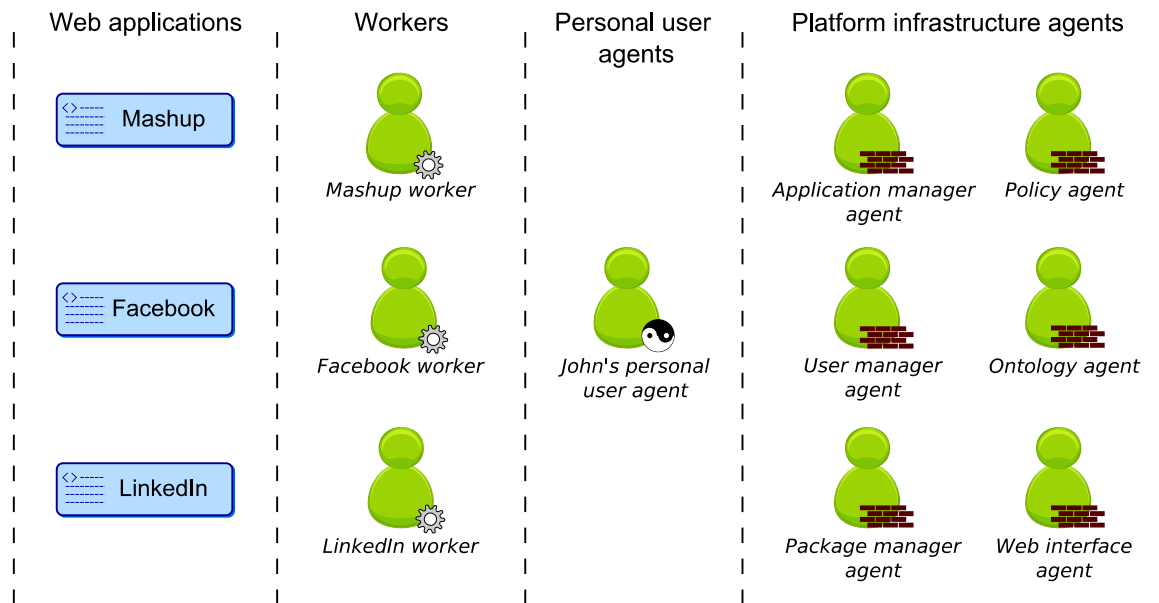 Web applications
Workers
Personal user
agents
Platform infrastructure agents
Mashup
Mashup worker
Application manager
agent
Policy agent
Facebook
Facebook worker
John's personal
user agent
User manager
agent
Ontology agent
LinkedIn
LinkedIn worker
Package manager
agent
Web interface
agent